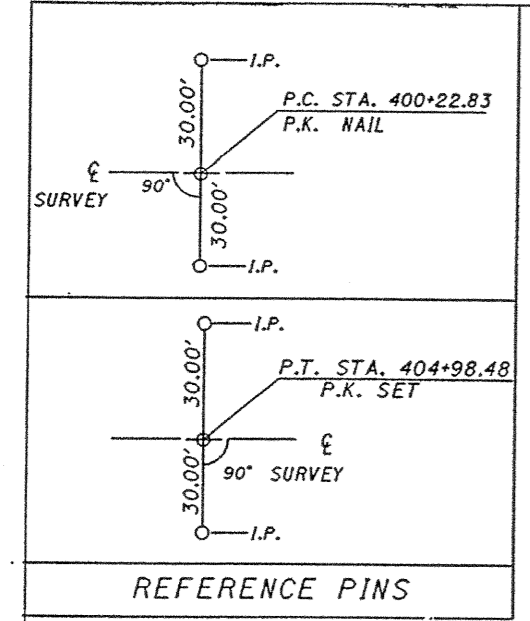 I.P.
30.00'
P.C. STA. 400+22.83
P.K. NAIL
℄
SURVEY
90°
30.00'
I.P.
I.P.
30.00'
P.T. STA. 404+98.48
P.K. SET
℄
90° SURVEY
30.00'
I.P.
REFERENCE PINS